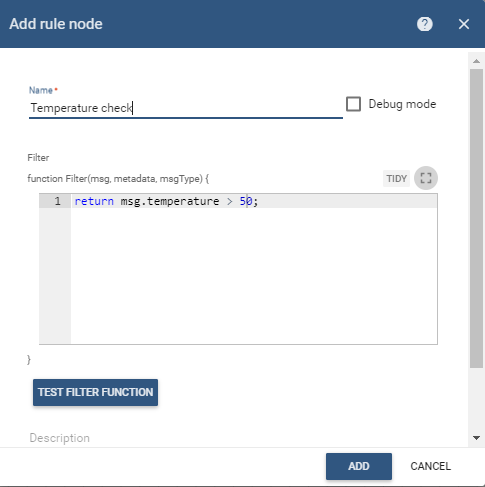 Add rule node
?
Name *
Temperature check
Debug mode
Filter
function Filter(msg, metadata, msgType) {
TIDY
1 return msg.temperature > 50;
}
TEST FILTER FUNCTION
Description
ADD CANCEL